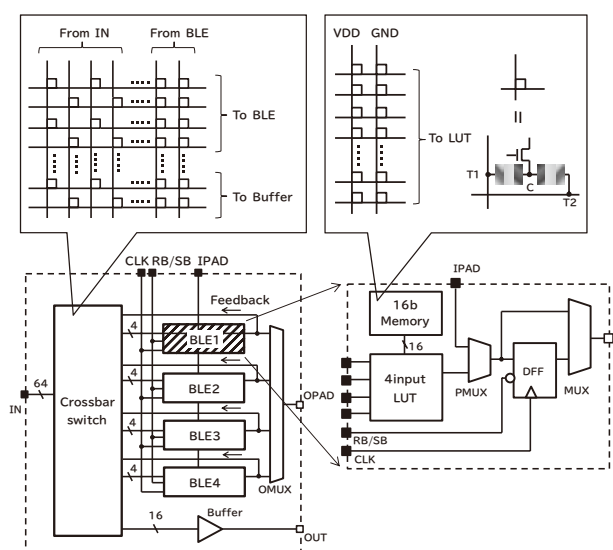 From IN From BLE
To BLE
To Buffer
VDD GND
To LUT
=
T1
C
T2
CLK RB/SB IPAD
Feedback
4
BLE1
4
BLE2
4
BLE3
4
BLE4
64
IN
Crossbar
switch
OPAD
OMUX
16
Buffer
OUT
IPAD
16b
Memory
16
4input
LUT
PMUX
DFF
MUX
RB/SB
CLK